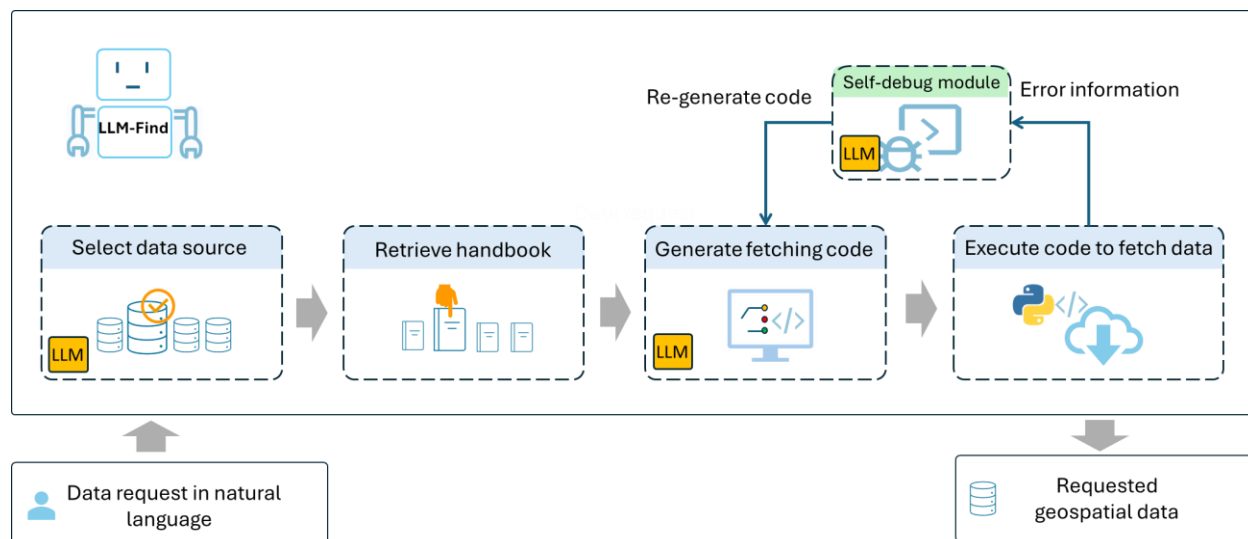 LLM-Find
Self-debug module
Re-generate code
Error information
LLM
Select data source
Retrieve handbook
Generate fetching code
Execute code to fetch data
LLM
LLM
Data request in natural
language
Requested
geospatial data